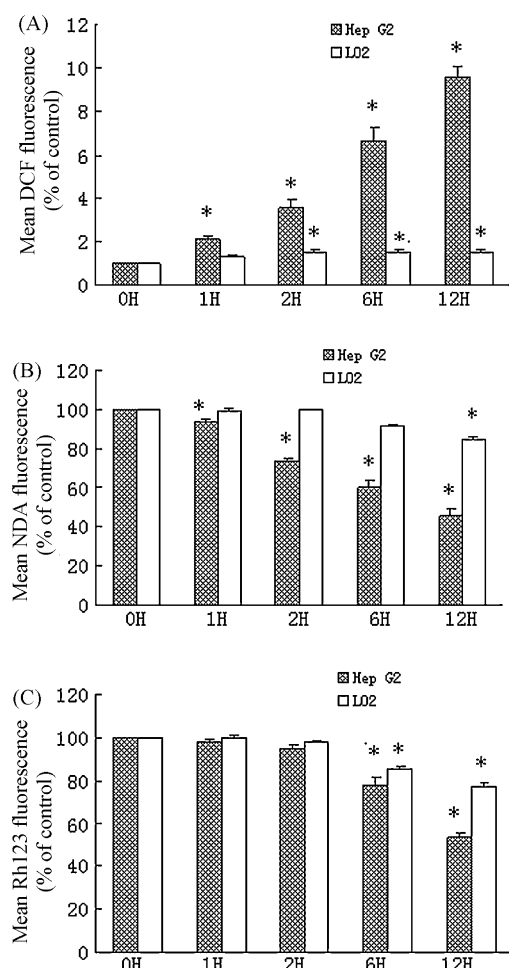 (A)
Hep G2
L02
Mean DCF fluorescence
(% of control)
12
10
8
6
4
2
0
* * * * * * *
0H 1H 2H 6H 12H
(B)
Hep G2
L02
Mean NDA fluorescence
(% of control)
120
100
80
60
40
20
0
* * * * *
0H 1H 2H 6H 12H
(C)
Hep G2
L02
Mean Rh123 fluorescence
(% of control)
120
100
80
60
40
20
0
* * * *
0H 1H 2H 6H 12H